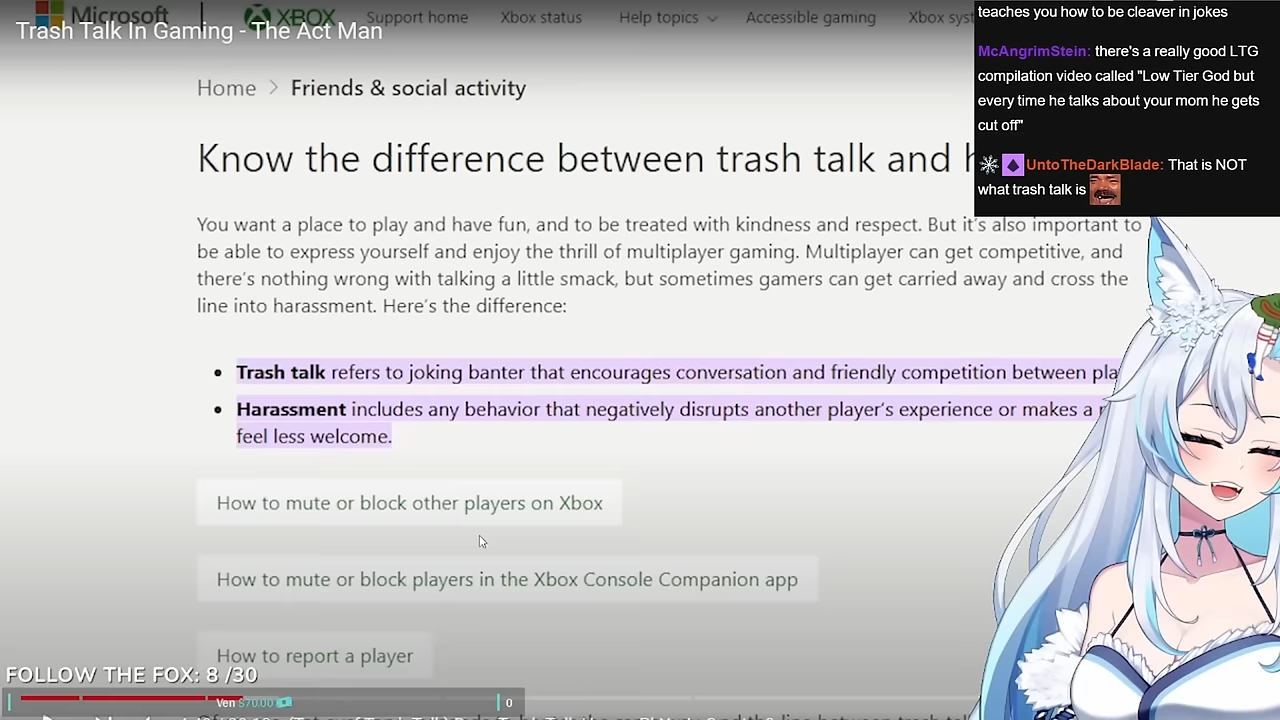 Microsoft
XBOX
Support home
Xbox status
Help topics
Accessible gaming
Xbox syst
Trash Talk In Gaming - The Act Man
teaches you how to be cleaver in jokes
McAngrimStein: there's a really good LTG
compilation video called "Low Tier God but
every time he talks about your mom he gets
cut off"
UntoTheDarkBlade: That is NOT
what trash talk is
Home > Friends & social activity
Know the difference between trash talk and h
You want a place to play and have fun, and to be treated with kindness and respect. But it's also important to
be able to express yourself and enjoy the thrill of multiplayer gaming. Multiplayer can get competitive, and
there's nothing wrong with talking a little smack, but sometimes gamers can get carried away and cross the
line into harassment. Here's the difference:
• Trash talk refers to joking banter that encourages conversation and friendly competition between pla
• Harassment includes any behavior that negatively disrupts another player's experience or makes a
feel less welcome.
How to mute or block other players on Xbox
How to mute or block players in the Xbox Console Companion app
How to report a player
FOLLOW THE FOX: 8 /30
Ven $70.00
0